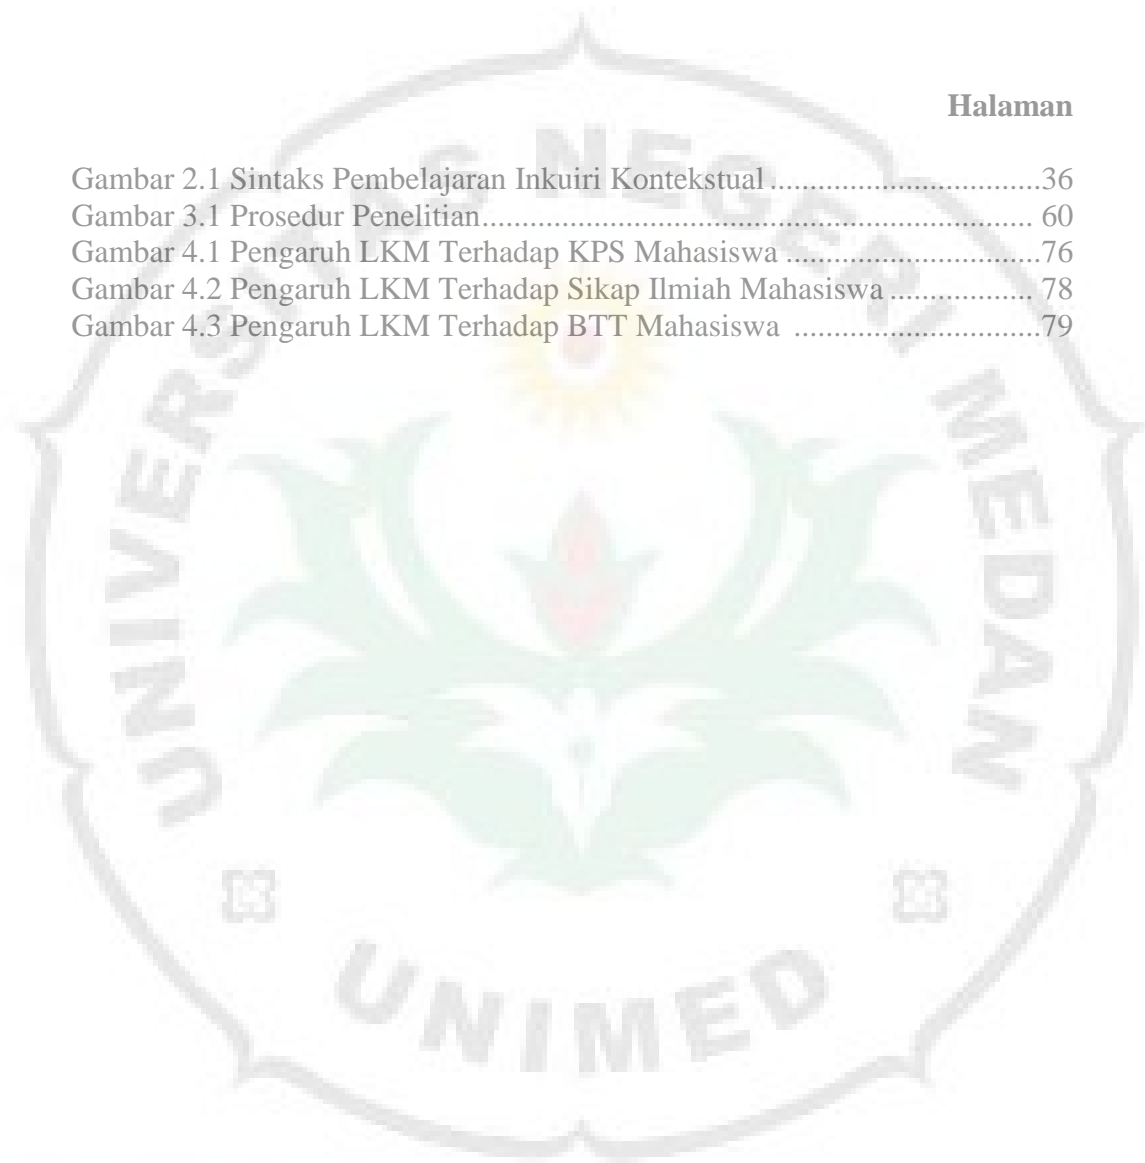 Halaman
Gambar 2.1 Sintaks Pembelajaran Inkuiri Kontekstual..................................36
Gambar 3.1 Prosedur Penelitian..................................................................... 60
Gambar 4.1 Pengaruh LKM Terhadap KPS Mahasiswa ................................76
Gambar 4.2 Pengaruh LKM Terhadap Sikap Ilmiah Mahasiswa .................. 78
Gambar 4.3 Pengaruh LKM Terhadap BTT Mahasiswa ...............................79
UNIVERSITAS NEGERI MEDAN
UNIMED